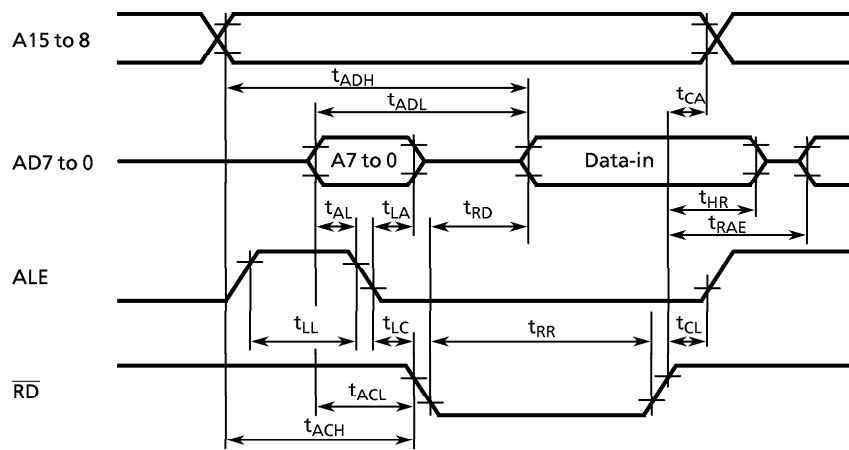 A15 to 8
tADH
tCA
tADL
AD7 to 0
A7 to 0
Data-in
tHR
tAL
tLA
tRD
tRAE
ALE
tLL
tLC
tRR
tCL
RD
tACL
tACH